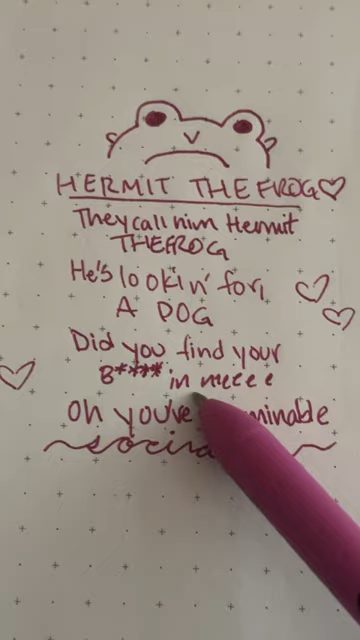 HERMIT THE FROG
They call him Hermit
THE FROG
He's lookin' for,
A DOG
Did you find your
B**** in meeee
Oh you're